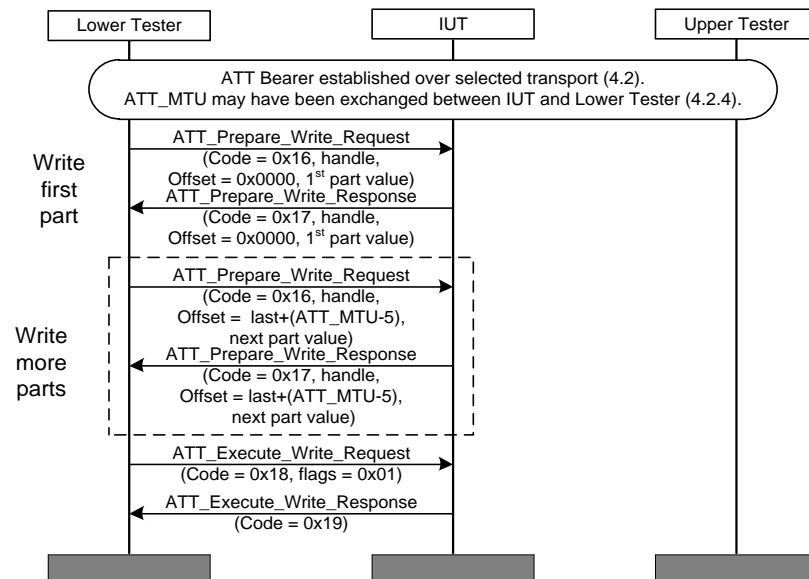 Lower Tester
IUT
Upper Tester
ATT Bearer established over selected transport (4.2).
ATT_MTU may have been exchanged between IUT and Lower Tester (4.2.4).
Write
first
part
ATT_Prepare_Write_Request
(Code = 0x16, handle,
Offset = 0x0000, 1st part value)
ATT_Prepare_Write_Response
(Code = 0x17, handle,
Offset = 0x0000, 1st part value)
Write
more
parts
ATT_Prepare_Write_Request
(Code = 0x16, handle,
Offset = last+(ATT_MTU-5),
next part value)
ATT_Prepare_Write_Response
(Code = 0x17, handle,
Offset = last+(ATT_MTU-5),
next part value)
ATT_Execute_Write_Request
(Code = 0x18, flags = 0x01)
ATT_Execute_Write_Response
(Code = 0x19)